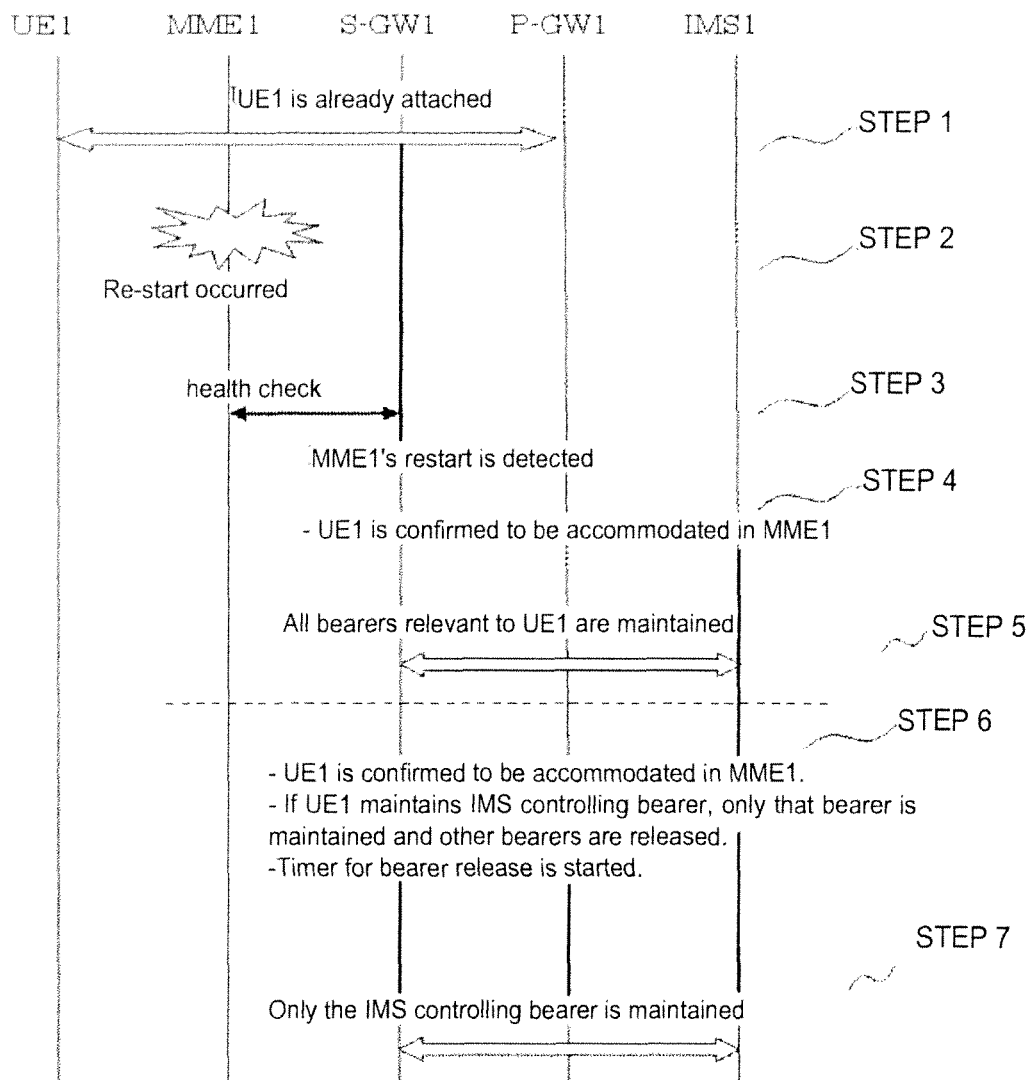 UE1 MME1 S-GW1 P-GW1 IMS1
UE1 is already attached
STEP 1
STEP 2
Re-start occurred
STEP 3
health check
MME1's restart is detected
STEP 4
- UE1 is confirmed to be accommodated in MME1
All bearers relevant to UE1 are maintained
STEP 5
STEP 6
- UE1 is confirmed to be accommodated in MME1.
- If UE1 maintains IMS controlling bearer, only that bearer is
maintained and other bearers are released.
-Timer for bearer release is started.
STEP 7
Only the IMS controlling bearer is maintained